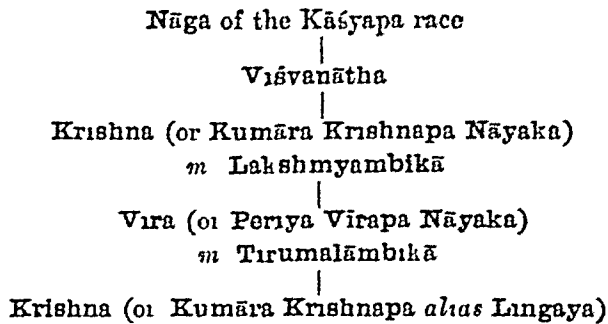 Nāga of the Kāśyapa race
Viśvanātha
Krishna (or Kumāra Krishnapa Nāyaka)
m Lakshmyambikā
Vīra (or Periya Vīrapa Nāyaka)
m Tirumalāmbikā
Krishna (or Kumāra Krishnapa alias Lingaya)